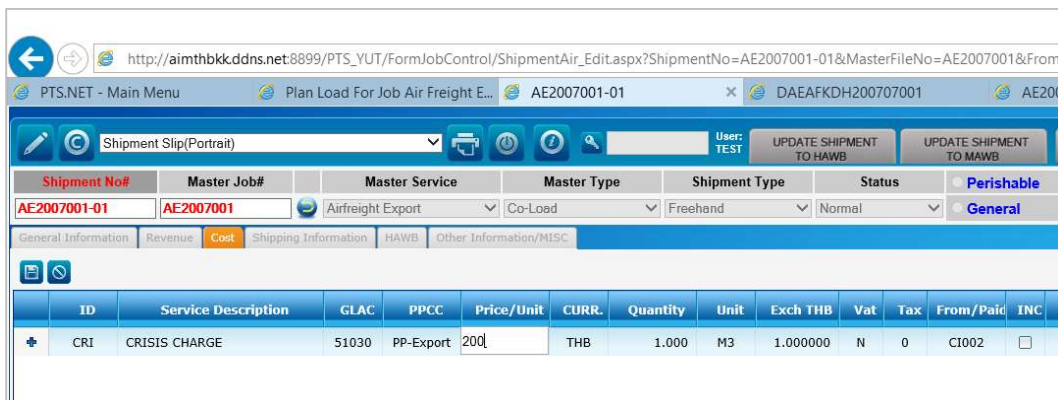 http://aimthbkk.ddns.net:8899/PTS_YUT/FormJobControl/ShipmentAir_Edit.aspx?ShipmentNo=AE2007001-01&MasterFileNo=AE2007001&From
PTS.NET - Main Menu Plan Load For Job Air Freight E... AE2007001-01 × DAEAFKDH200707001 AE200
Shipment Slip(Portrait) User: TEST UPDATE SHIPMENT TO HAWB UPDATE SHIPMENT TO MAWB
Shipment No# Master Job# Master Service Master Type Shipment Type Status Perishable
AE2007001-01 AE2007001 Airfreight Export Co-Load Freehand Normal General
General Information Revenue Cost Shipping Information HAWB Other Information/MISC
ID Service Description GLAC PPCC Price/Unit CURR. Quantity Unit Exch THB Vat Tax From/Paid INC
CRI CRISIS CHARGE 51030 PP-Export 200 THB 1.000 M3 1.000000 N 0 CI002